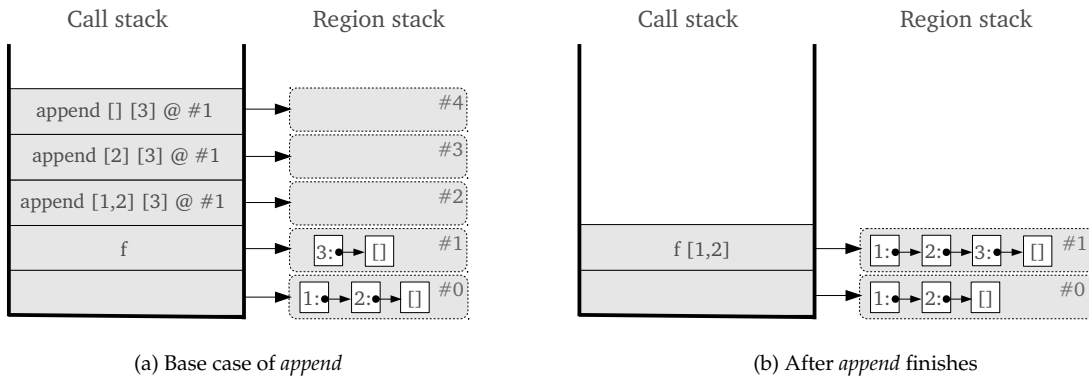 Call stack
Region stack
append [] [3] @ #1
#4
append [2] [3] @ #1
#3
append [1,2] [3] @ #1
#2
f
3: []
#1
1: 2: []
#0
(a) Base case of append
Call stack
Region stack
f [1,2]
1: 2: 3: []
#1
1: 2: []
#0
(b) After append finishes